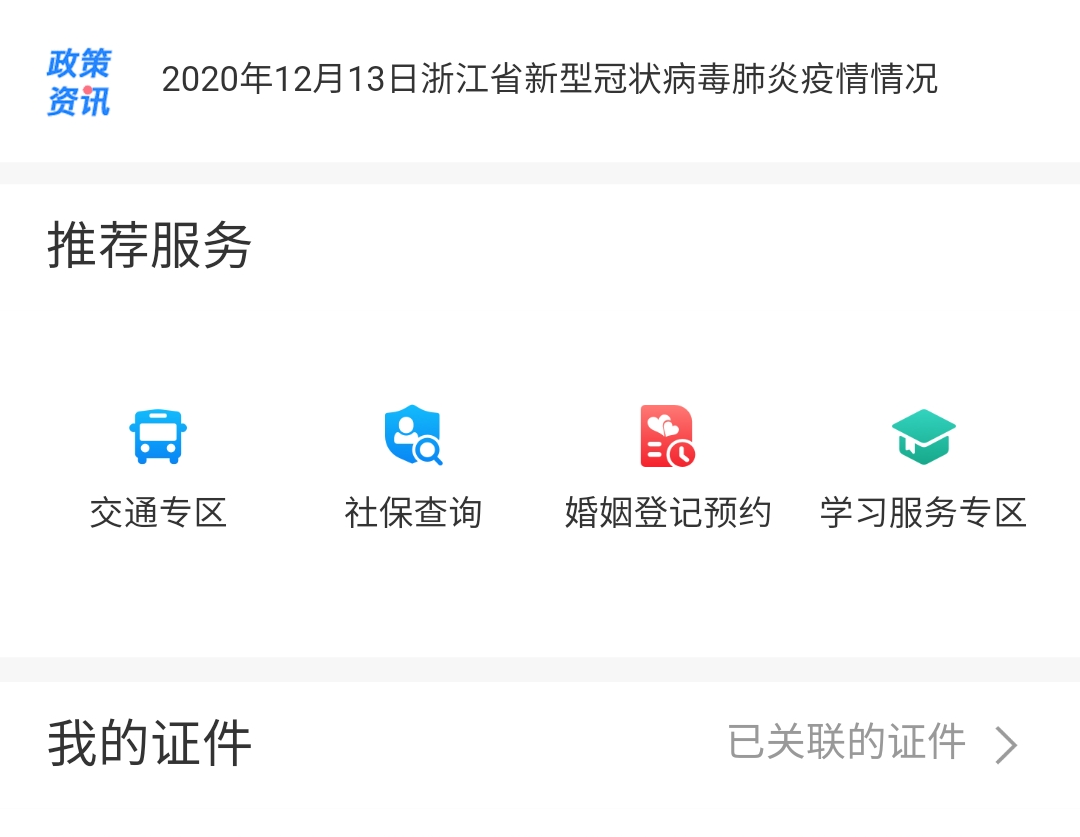 政策
资讯
2020年12月13日浙江省新型冠状病毒肺炎疫情情况
推荐服务
交通专区
社保查询
婚姻登记预约
学习服务专区
我的证件
已关联的证件